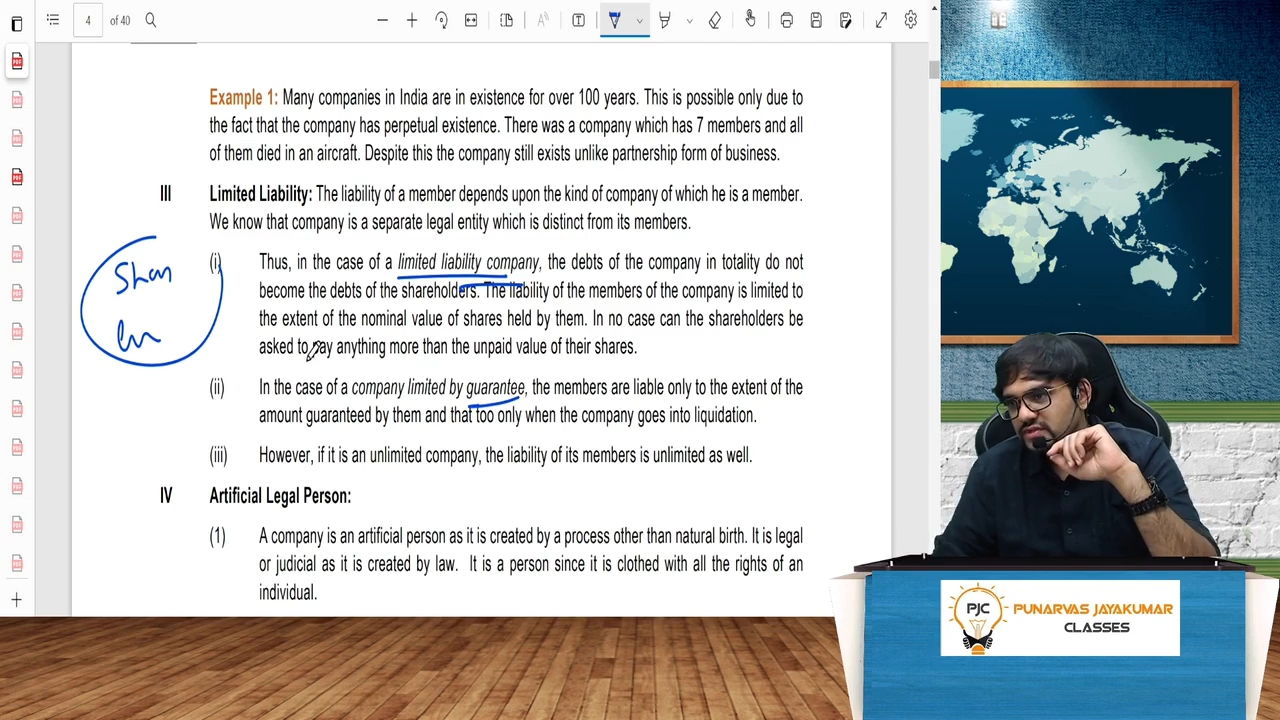 4 of 40
Example 1: Many companies in India are in existence for over 100 years. This is possible only due to
the fact that the company has perpetual existence. There was a company which has 7 members and all
of them died in an aircraft. Despite this the company still exists unlike partnership form of business.
III Limited Liability: The liability of a member depends upon the kind of company of which he is a member.
We know that company is a separate legal entity which is distinct from its members.
(i) Thus, in the case of a limited liability company, the debts of the company in totality do not
become the debts of the shareholders. The liability of the members of the company is limited to
the extent of the nominal value of shares held by them. In no case can the shareholders be
asked to pay anything more than the unpaid value of their shares.
(ii) In the case of a company limited by guarantee, the members are liable only to the extent of the
amount guaranteed by them and that too only when the company goes into liquidation.
(iii) However, if it is an unlimited company, the liability of its members is unlimited as well.
IV Artificial Legal Person:
(1) A company is an artificial person as it is created by a process other than natural birth. It is legal
or judicial as it is created by law. It is a person since it is clothed with all the rights of an
individual.
PJC PUNARVAS JAYAKUMAR
CLASSES